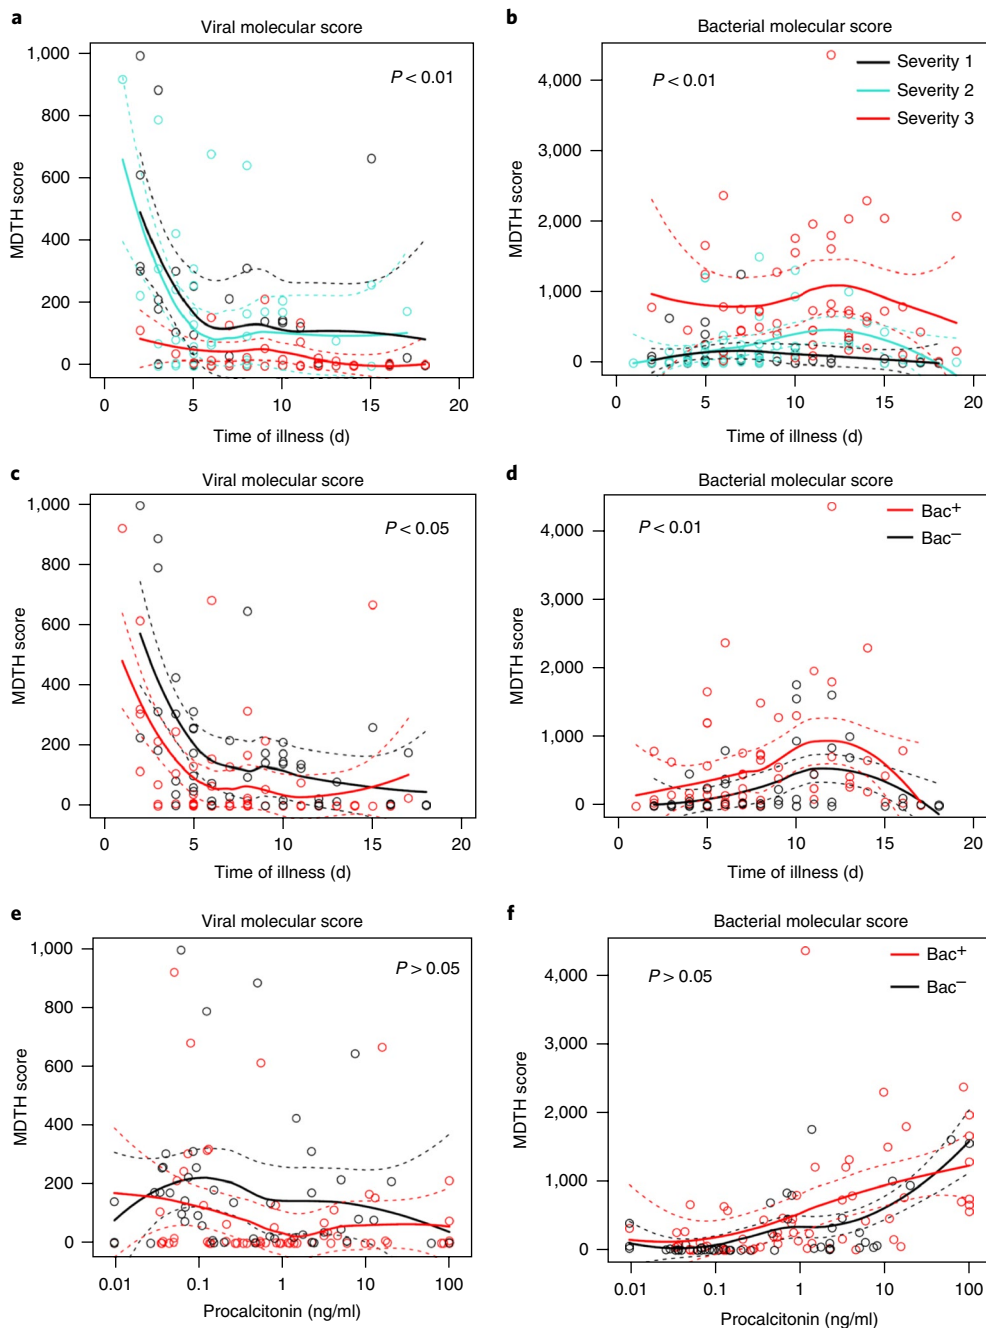 a
Viral molecular score
1,000
800
600
400
200
0
MDTH score
P < 0.01
0 5 10 15 20
Time of illness (d)
b
Bacterial molecular score
4,000
3,000
2,000
1,000
0
MDTH score
P < 0.01
Severity 1
Severity 2
Severity 3
0 5 10 15 20
Time of illness (d)
c
Viral molecular score
1,000
800
600
400
200
0
MDTH score
P < 0.05
0 5 10 15 20
Time of illness (d)
d
Bacterial molecular score
4,000
3,000
2,000
1,000
0
MDTH score
P < 0.01
Bac+
Bac−
0 5 10 15 20
Time of illness (d)
e
Viral molecular score
1,000
800
600
400
200
0
MDTH score
P > 0.05
0.01 0.1 1 10 100
Procalcitonin (ng/ml)
f
Bacterial molecular score
4,000
3,000
2,000
1,000
0
MDTH score
P > 0.05
Bac+
Bac−
0.01 0.1 1 10 100
Procalcitonin (ng/ml)